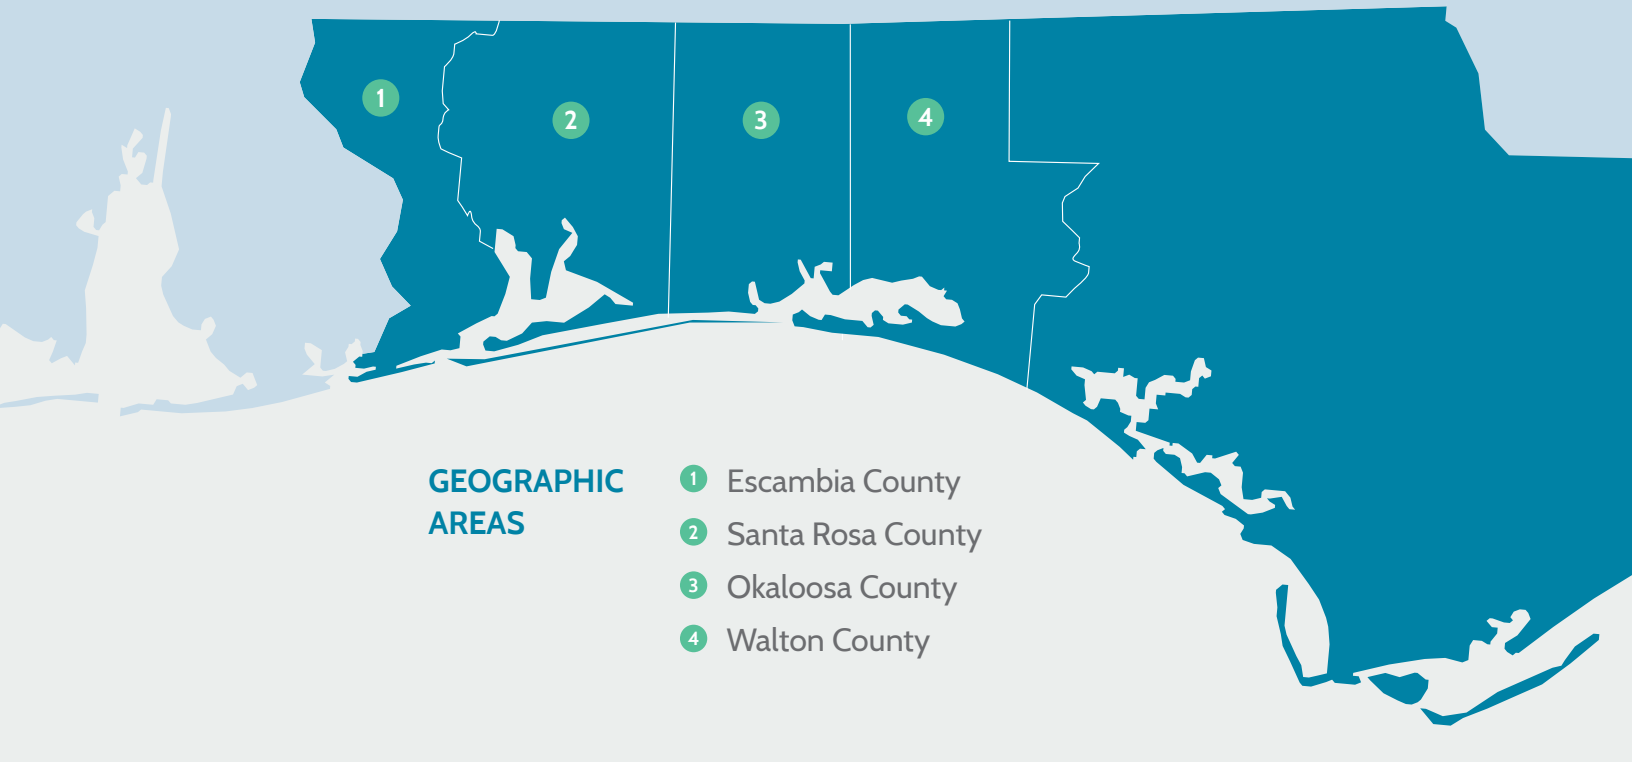 1
2
3
4
GEOGRAPHIC
AREAS
1 Escambia County
2 Santa Rosa County
3 Okaloosa County
4 Walton County